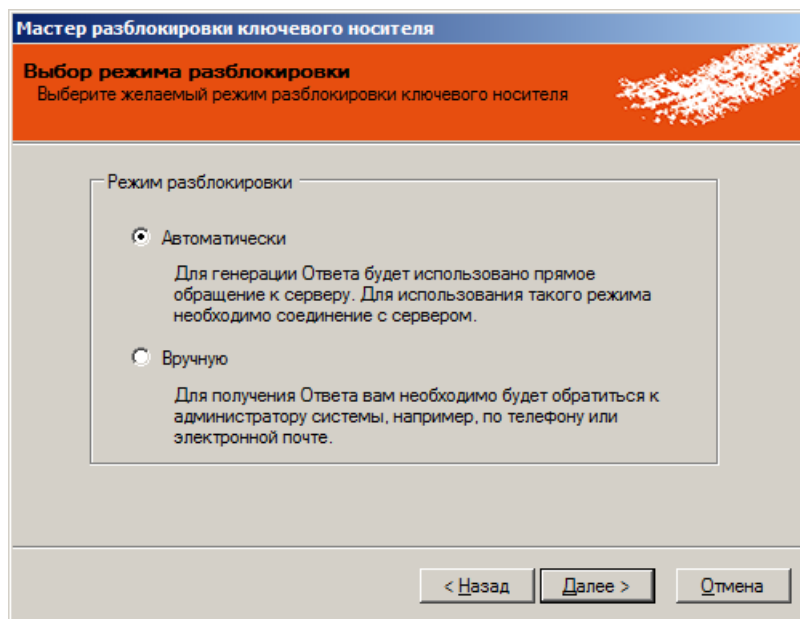 Мастер разблокировки ключевого носителя
Выбор режима разблокировки
Выберите желаемый режим разблокировки ключевого носителя
Режим разблокировки
Автоматически
Для генерации Ответа будет использовано прямое
обращение к серверу. Для использования такого режима
необходимо соединение с сервером.
Вручную
Для получения Ответа вам необходимо будет обратиться к
администратору системы, например, по телефону или
электронной почте.
< Назад Далее > Отмена